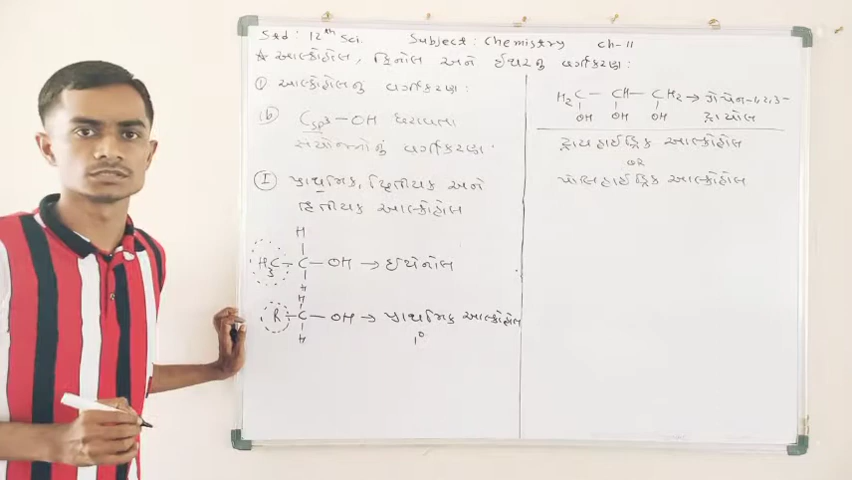 Std : 12th Sci. Subject : Chemistry Ch-11
* આલ્કોહોલ, ફિનોલ અને ઈથરનું વર્ગીકરણ :
① આલ્કોહોલનું વર્ગીકરણ :
(b) Csp3 – OH ધરાવતા
સંયોજનોનું વર્ગીકરણ .
(I) પ્રાથમિક, દ્વિતીયક અને
તૃતીયક આલ્કોહોલ
H
H3C – C – OH → ઈથેનોલ
H
H
R – C – OH → પ્રાથમિક આલ્કોહોલ
H 1°
H2C – CH – CH2 → પ્રોપેન-1,2,3-
OH OH OH ટ્રાયોલ
ટ્રાયહાઈડ્રિક આલ્કોહોલ
OR
પોલિહાઈડ્રિક આલ્કોહોલ